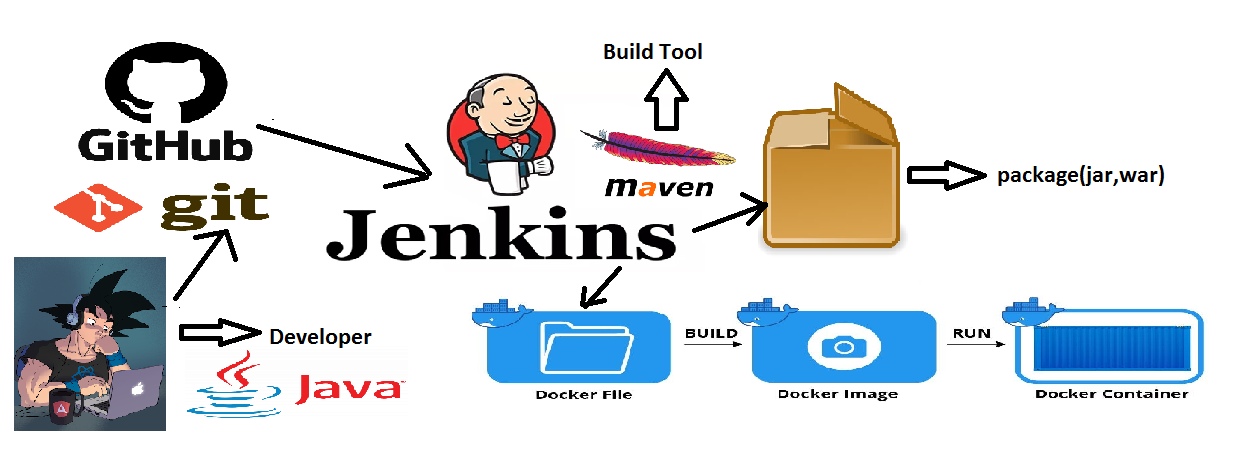 Build Tool
GitHub
maven
package(jar,war)
git
Jenkins
Developer
Java
BUILD
RUN
Docker File
Docker Image
Docker Container